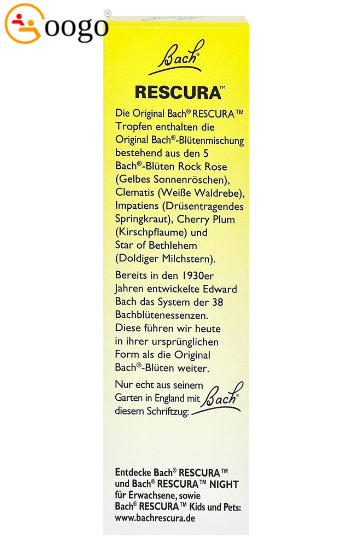 oogo®
Bach®
RESCURA™
Die Original Bach®RESCURA™
Tropfen enthalten die
Original Bach®-Blütenmischung
bestehend aus den 5
Bach®-Blüten Rock Rose
(Gelbes Sonnenröschen),
Clematis (Weiße Waldrebe),
Impatiens (Drüsentragendes
Springkraut), Cherry Plum
(Kirschpflaume) und
Star of Bethlehem
(Doldiger Milchstern).
Bereits in den 1930er
Jahren entwickelte Edward
Bach das System der 38
Bachblütenessenzen.
Diese führen wir heute
in ihrer ursprünglichen
Form als die Original
Bach®-Blüten weiter.
Nur echt aus seinem
Garten in England mit
diesem Schriftzug: Bach®
Entdecke Bach® RESCURA™
und Bach® RESCURA™ NIGHT
für Erwachsene, sowie
Bach® RESCURA™ Kids und Pets:
www.bachrescura.de